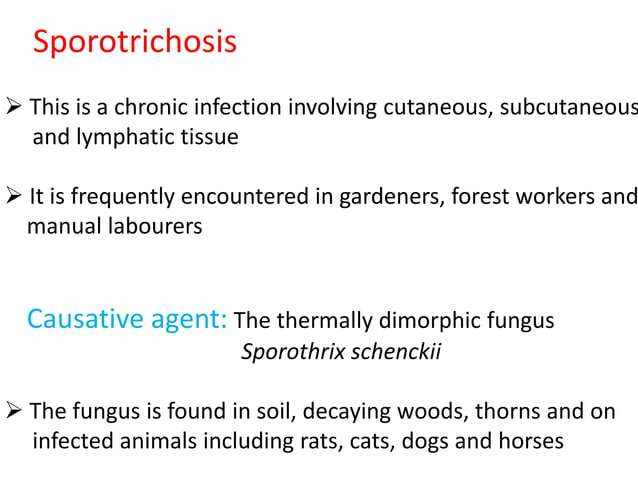 Sporotrichosis
➢ This is a chronic infection involving cutaneous, subcutaneous
and lymphatic tissue
➢ It is frequently encountered in gardeners, forest workers and
manual labourers
Causative agent: The thermally dimorphic fungus
Sporothrix schenckii
➢ The fungus is found in soil, decaying woods, thorns and on
infected animals including rats, cats, dogs and horses